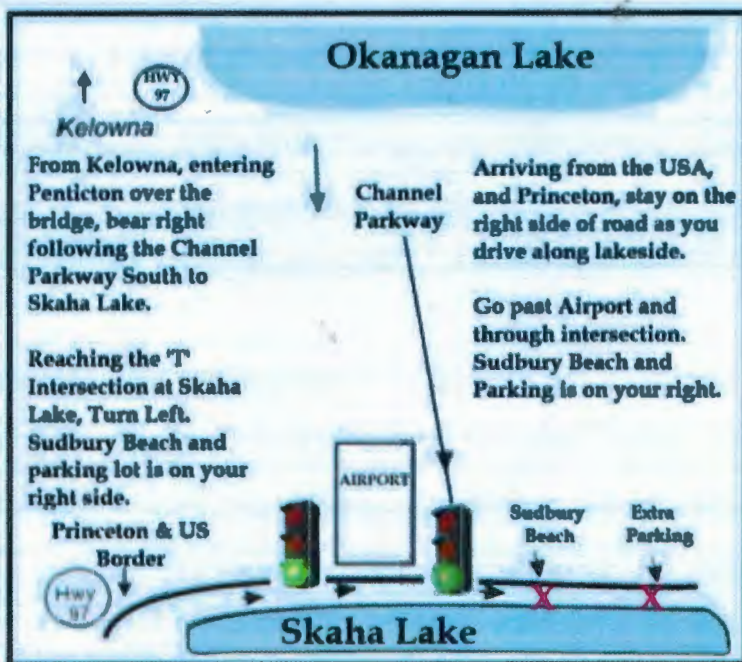 Okanagan Lake
HWY
97
Kelowna
From Kelowna, entering
Penticton over the
bridge, bear right
following the Channel
Parkway South to
Skaha Lake.
Channel
Parkway
Arriving from the USA,
and Princeton, stay on the
right side of road as you
drive along lakeside.
Go past Airport and
through intersection.
Sudbury Beach and
Parking is on your right.
Reaching the 'T'
Intersection at Skaha
Lake, Turn Left.
Sudbury Beach and
parking lot is on your
right side.
AIRPORT
Princeton & US
Border
Sudbury
Beach
Extra
Parking
Hwy
97
X
X
Skaha Lake